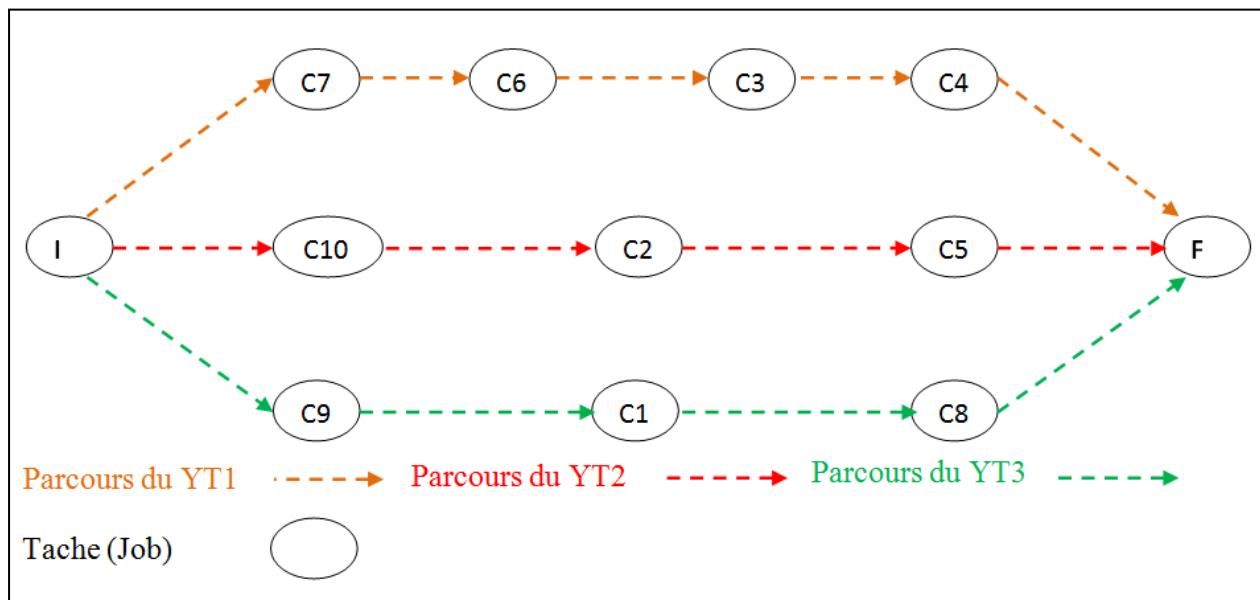 C7 C6 C3 C4
I C10 C2 C5 F
C9 C1 C8
Parcours du YT1 Parcours du YT2 Parcours du YT3
Tache (Job)